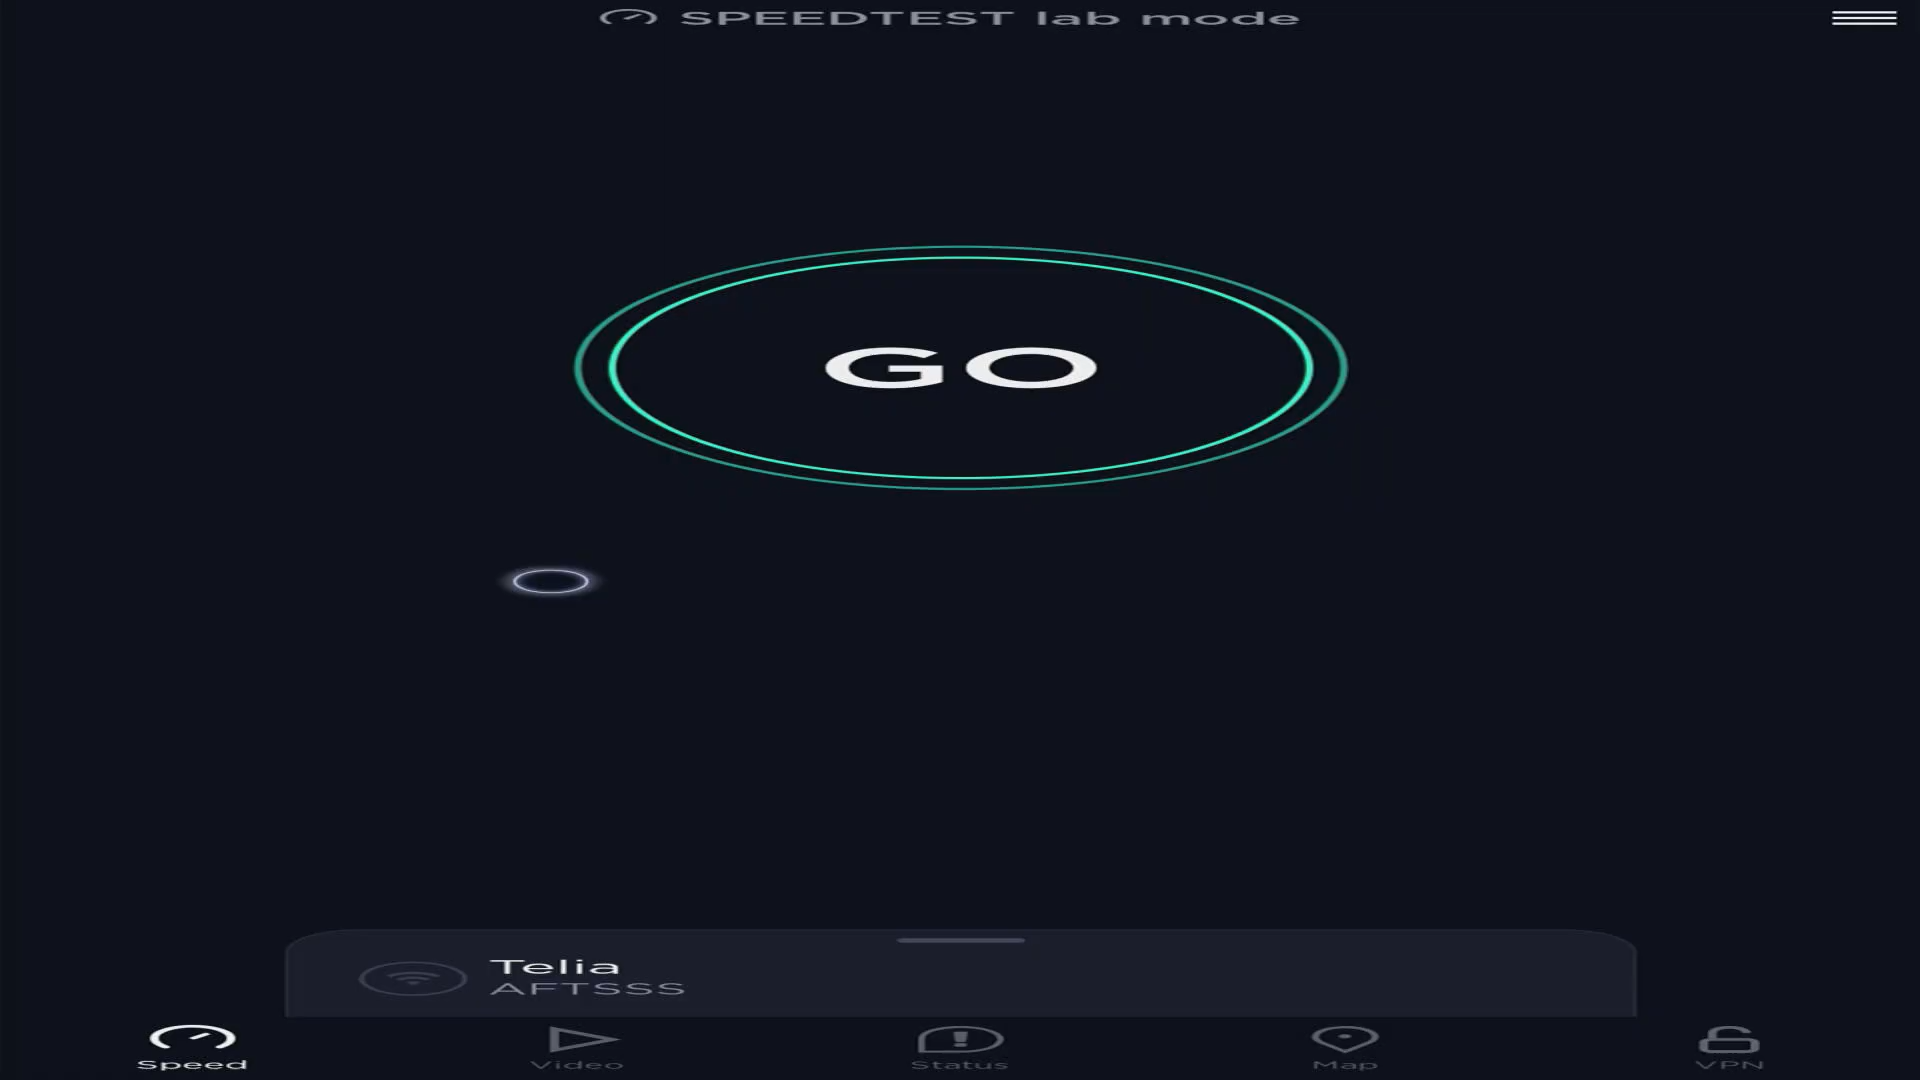 SPEEDTEST lab mode
GO
Telia
AFTSSS
Speed
Video
Status
Map
VPN